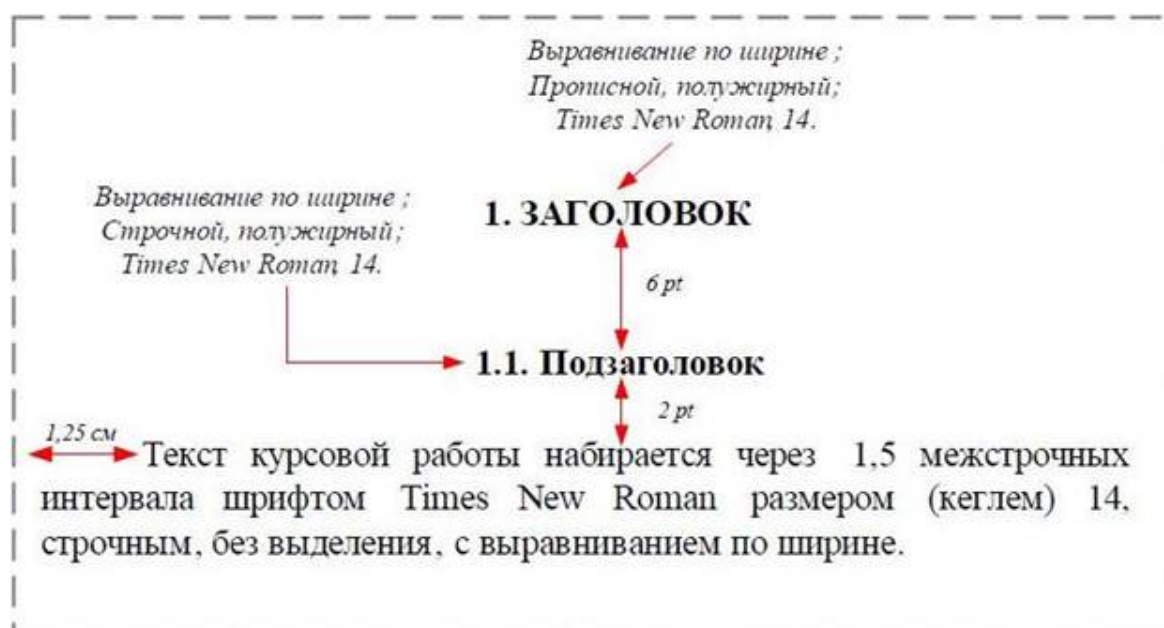 Выравнивание по ширине ;
Прописной, полужирный;
Times New Roman, 14.
Выравнивание по ширине ;
Строчной, полужирный;
Times New Roman, 14.
1. ЗАГОЛОВОК
6 pt
1.1. Подзаголовок
2 pt
1,25 см
Текст курсовой работы набирается через 1,5 межстрочных
интервала шрифтом Times New Roman размером (кеглем) 14,
строчным, без выделения, с выравниванием по ширине.